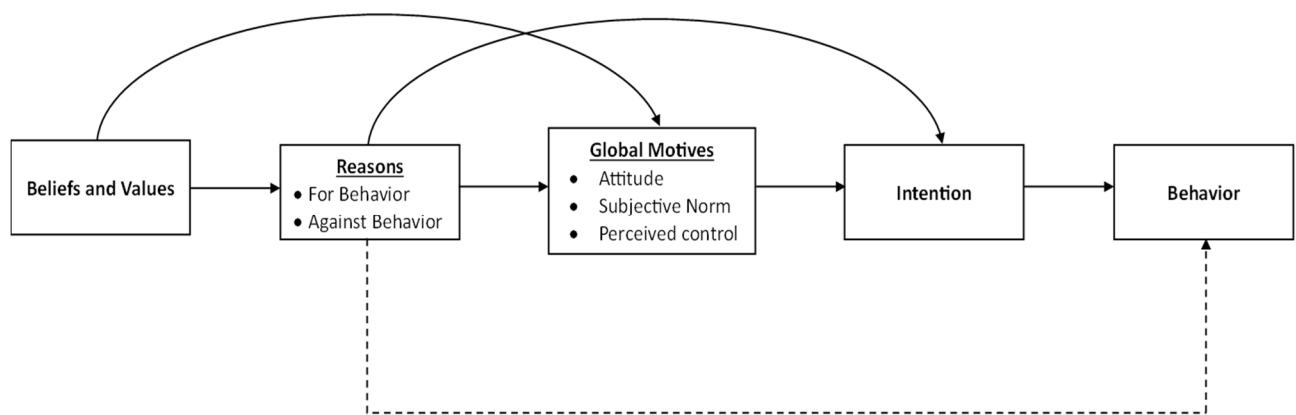 Beliefs and Values
Reasons
• For Behavior
• Against Behavior
Global Motives
• Attitude
• Subjective Norm
• Perceived control
Intention
Behavior